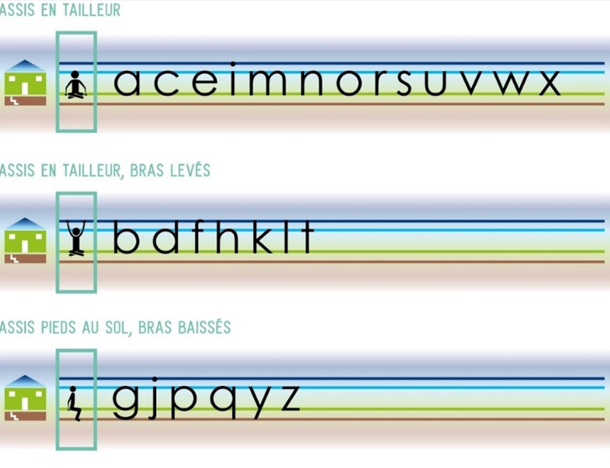 ASSIS EN TAILLEUR
aceimnorsuvwx
ASSIS EN TAILLEUR, BRAS LEVÉS
bdfhklt
ASSIS PIEDS AU SOL, BRAS BAISSÉS
gjpqyz